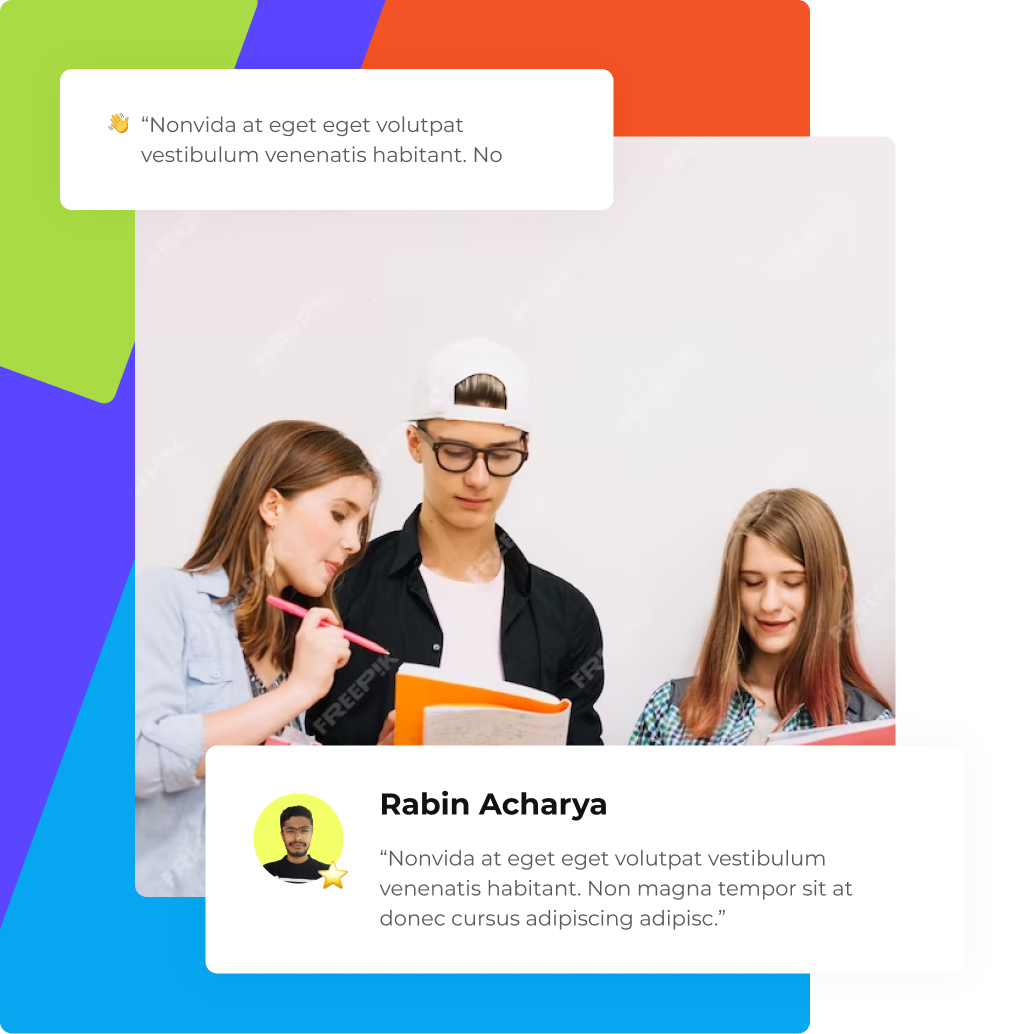 👋 “Nonvida at eget eget volutpat
vestibulum venenatis habitant. No
FREEPIK
Rabin Acharya
“Nonvida at eget eget volutpat vestibulum
venenatis habitant. Non magna tempor sit at
donec cursus adipiscing adipisc.”